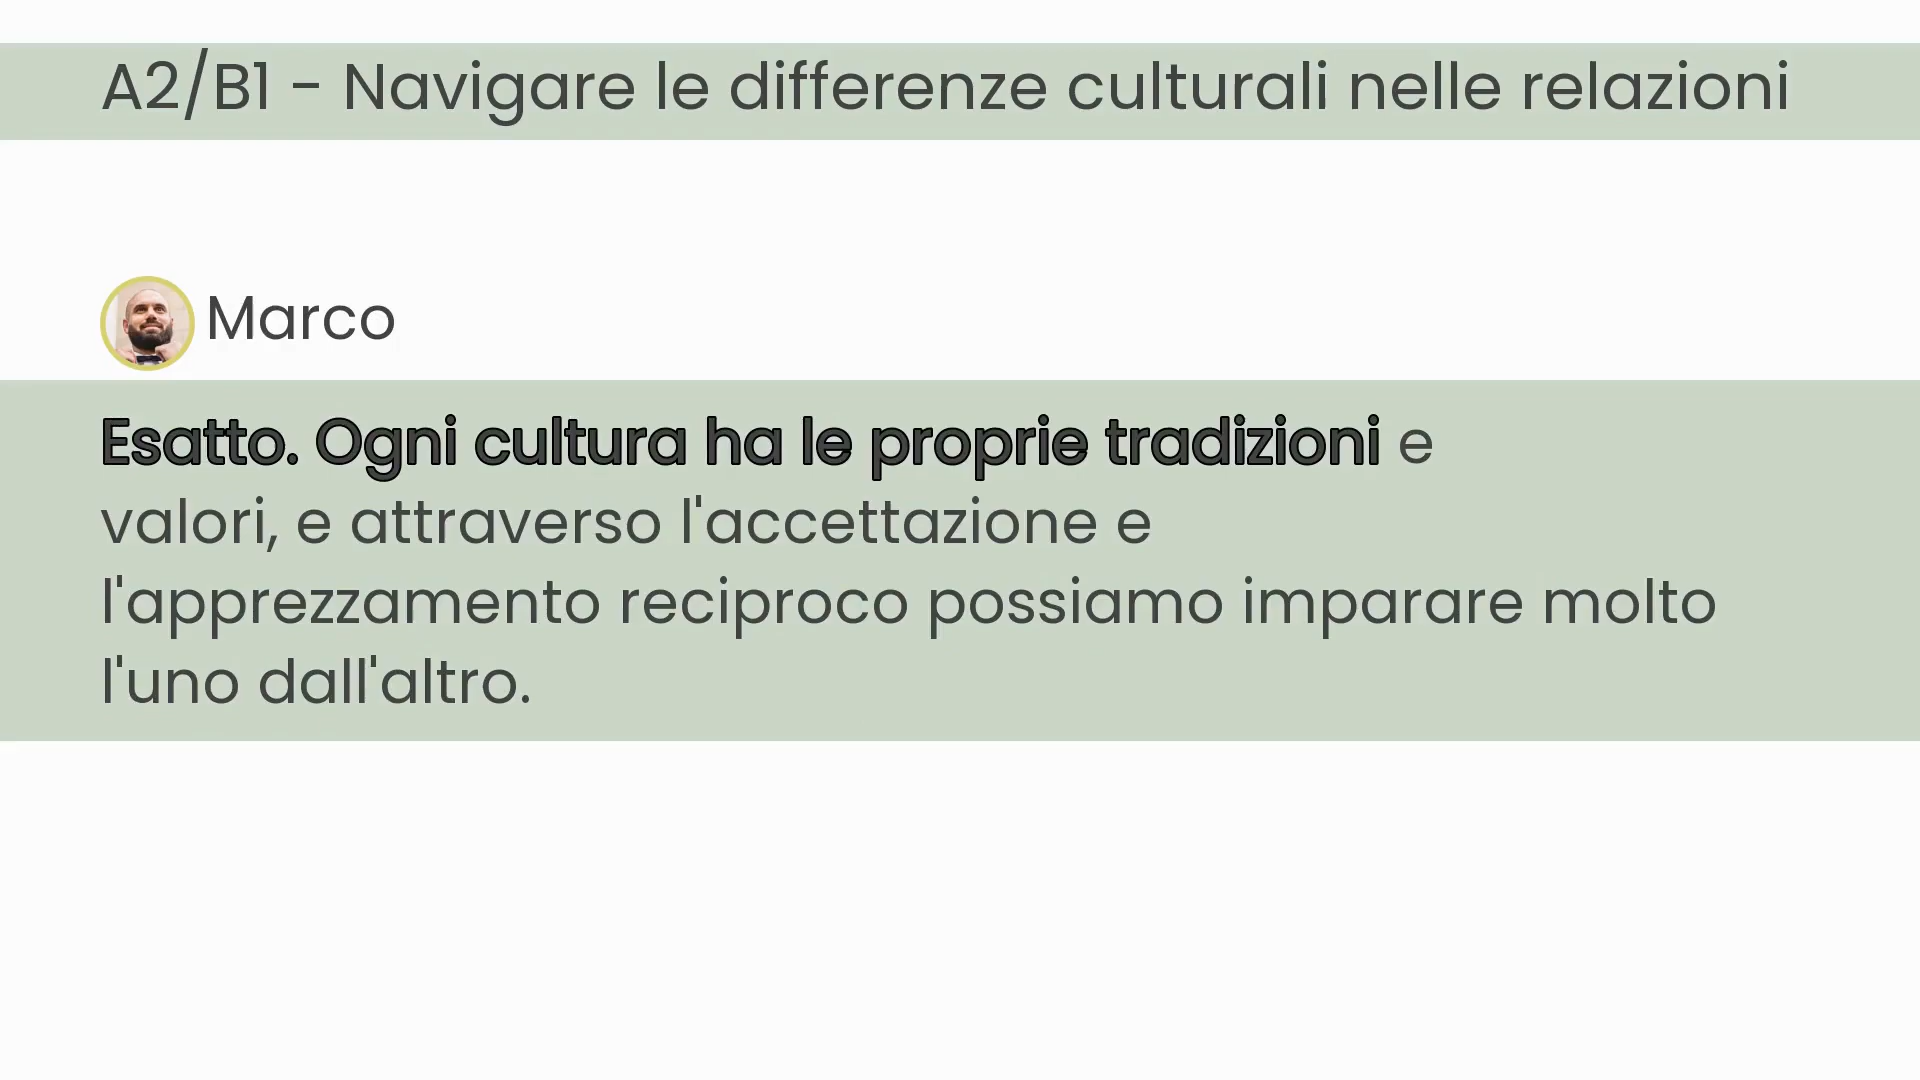 A2/B1 - Navigare le differenze culturali nelle relazioni
Marco
Esatto. Ogni cultura ha le proprie tradizioni e
valori, e attraverso l'accettazione e
l'apprezzamento reciproco possiamo imparare molto
l'uno dall'altro.